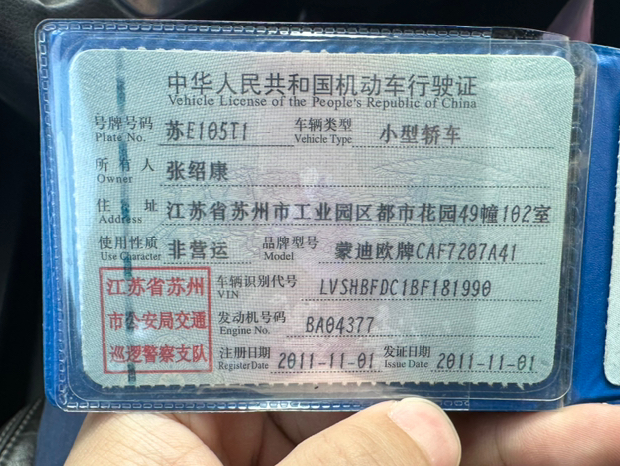 中华人民共和国机动车行驶证
Vehicle License of the People's Republic of China
号牌号码 苏E105T1 车辆类型 小型轿车
Plate No. Vehicle Type
所有人 张绍康
Owner
住址 江苏省苏州市工业园区都市花园49幢102室
Address
使用性质 非营运 品牌型号 蒙迪欧牌CAF7207A41
Use Character Model
江苏省苏州
市公安局交通
巡逻警察支队
车辆识别代号 LVSHBFDC1BF181990
VIN
发动机号码 BA04377
Engine No.
注册日期 2011-11-01 发证日期 2011-11-01
Register Date Issue Date